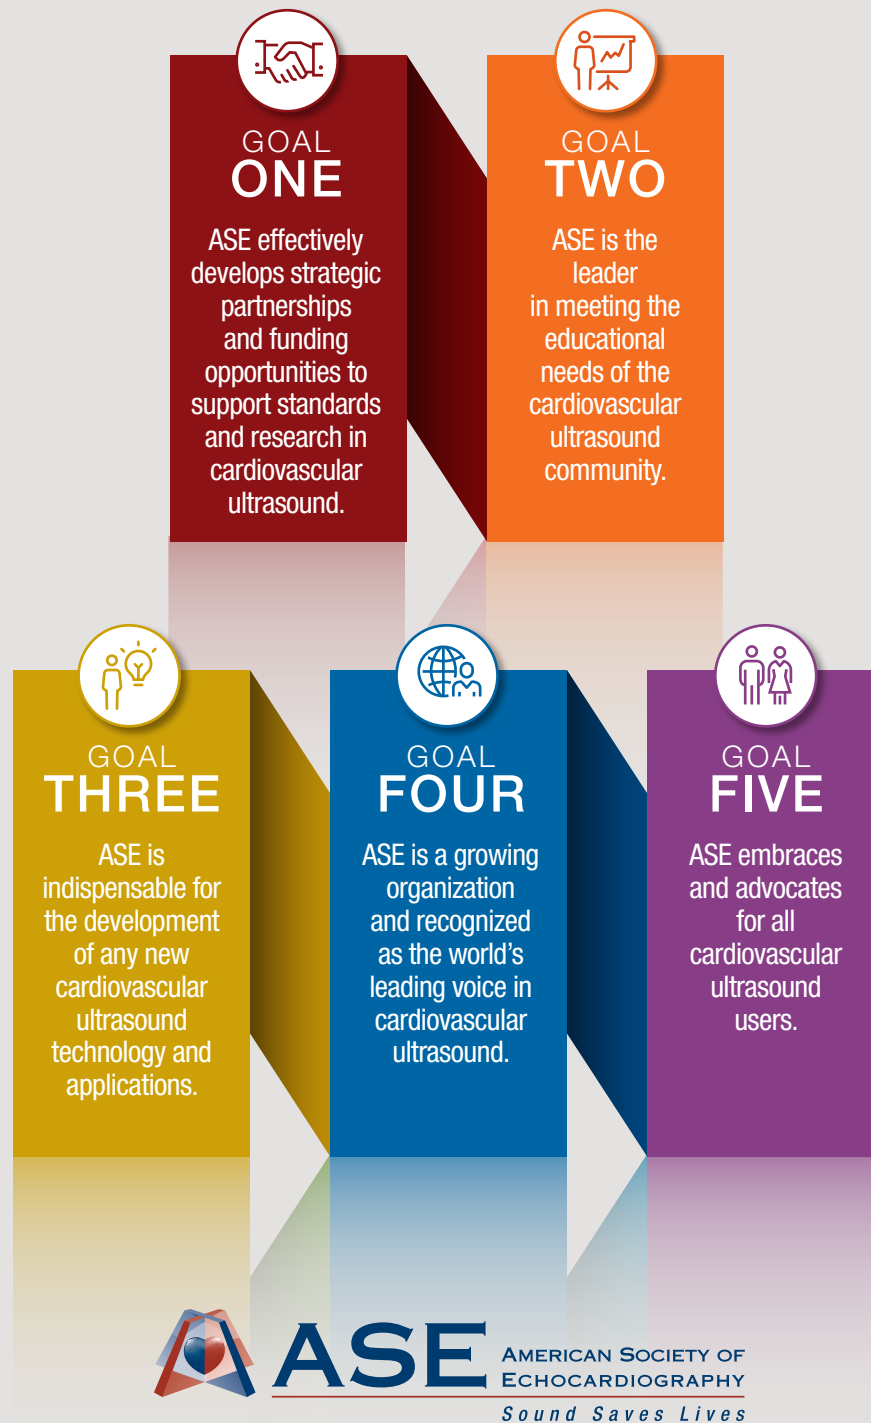 GOAL
ONE
ASE effectively
develops strategic
partnerships
and funding
opportunities to
support standards
and research in
cardiovascular
ultrasound.
GOAL
TWO
ASE is the
leader
in meeting the
educational
needs of the
cardiovascular
ultrasound
community.
GOAL
THREE
ASE is
indispensable for
the development
of any new
cardiovascular
ultrasound
technology and
applications.
GOAL
FOUR
ASE is a growing
organization
and recognized
as the world’s
leading voice in
cardiovascular
ultrasound.
GOAL
FIVE
ASE embraces
and advocates
for all
cardiovascular
ultrasound
users.
ASE
AMERICAN SOCIETY OF
ECHOCARDIOGRAPHY
Sound Saves Lives